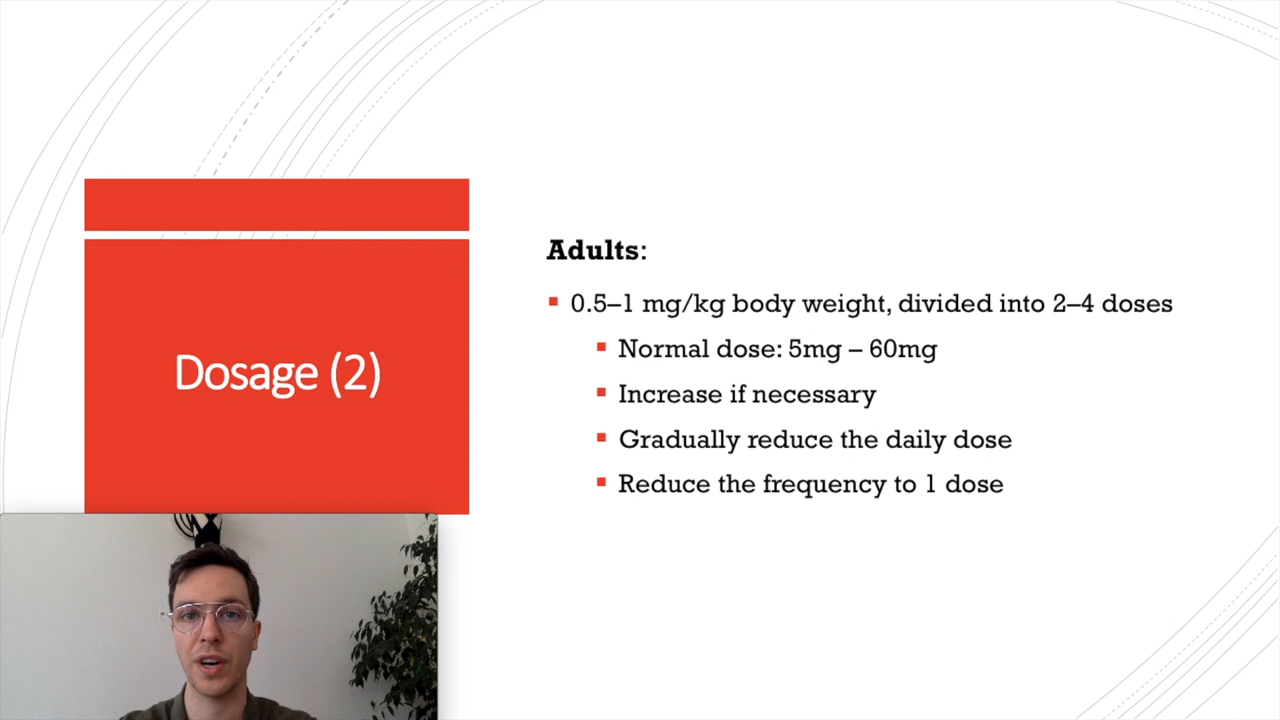 Dosage (2)
Adults:
0.5–1 mg/kg body weight, divided into 2–4 doses
Normal dose: 5mg – 60mg
Increase if necessary
Gradually reduce the daily dose
Reduce the frequency to 1 dose